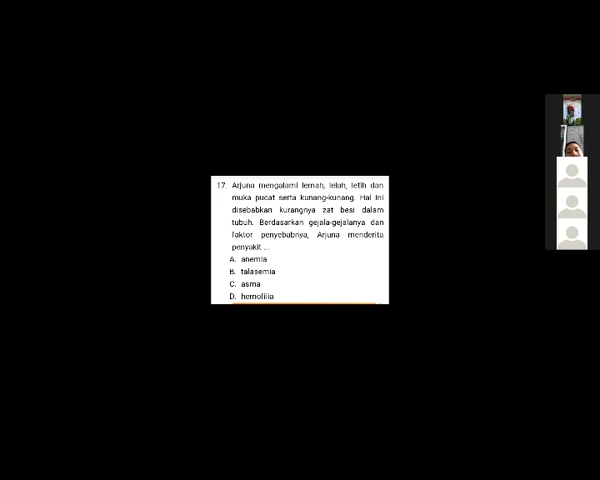 17. Arjuna mengalami lemah, lelah, letih dan
muka pucat serta kunang-kunang. Hal ini
disebabkan kurangnya zat besi dalam
tubuh. Berdasarkan gejala-gejalanya dan
faktor penyebabnya, Arjuna menderita
penyakit ...
A. anemia
B. talasemia
C. asma
D. hemofilia